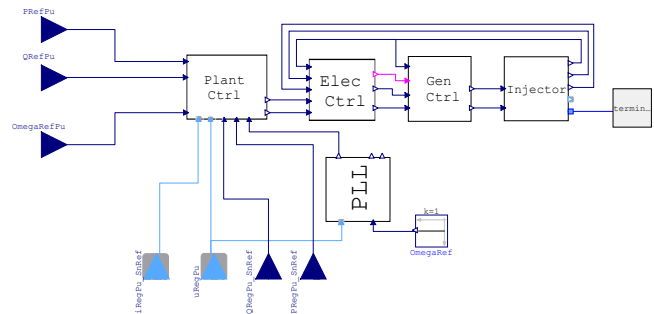 PRefPu
QRefPu
OmegaRefPu
Plant
Ctrl
Elec
Ctrl
Gen
Ctrl
Injector
termin...
PLL
k=1
OmegaRef
iRegPu_SnRef
uRegPu
QRegPu_SnRef
PRegPu_SnRef